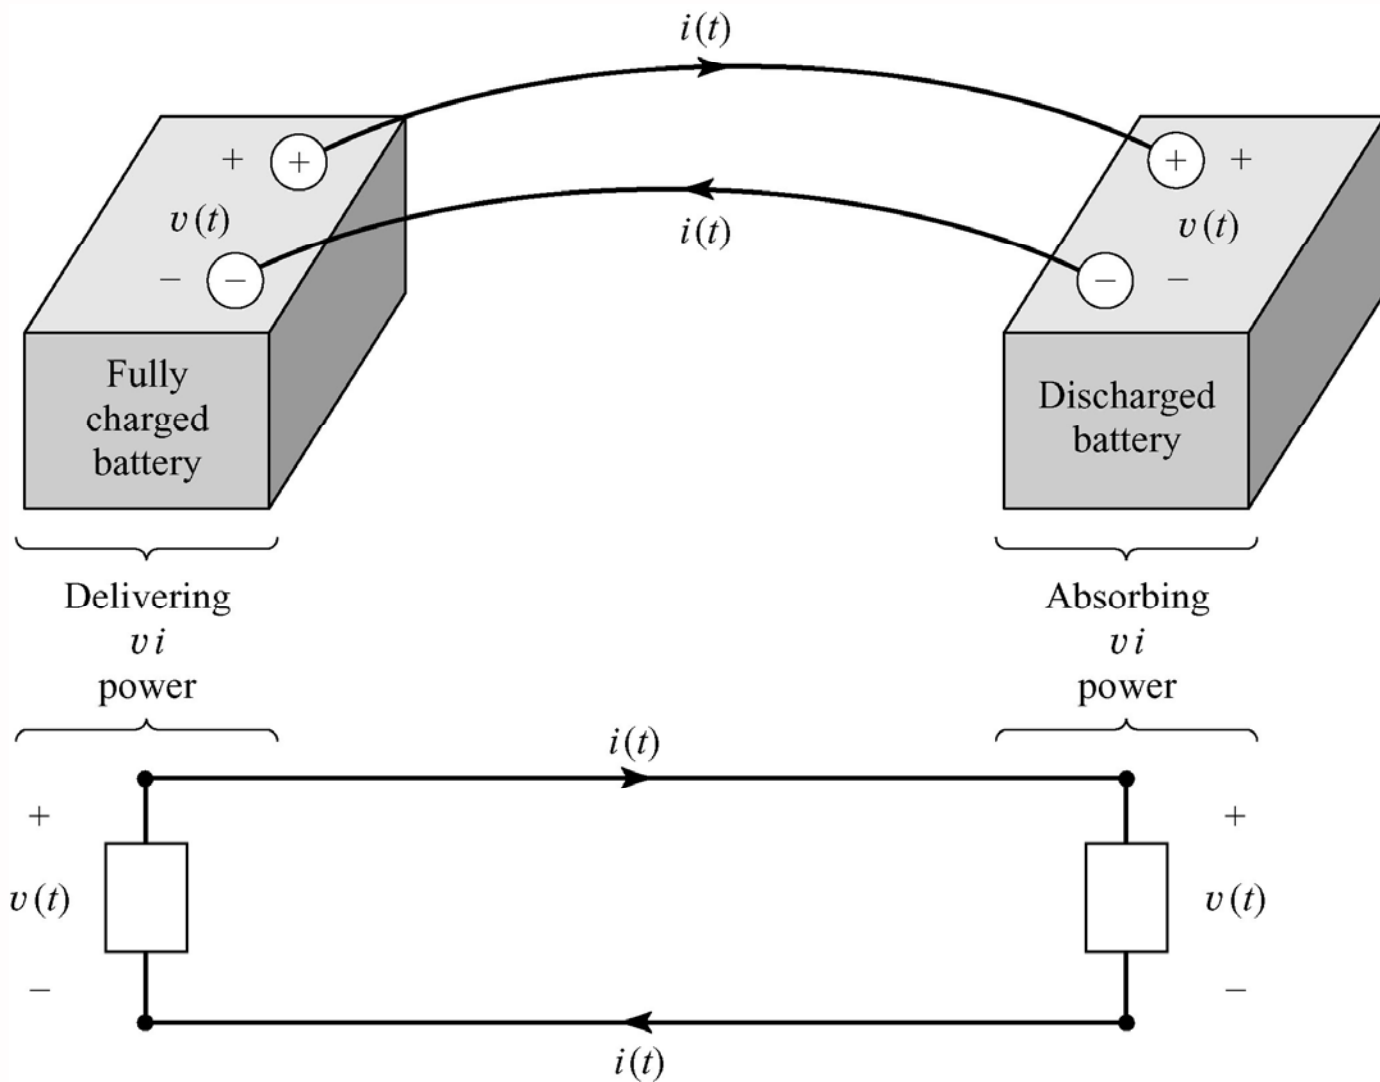 i(t)
+ + + +
v(t) v(t)
i(t)
− − − −
Fully
charged
battery
Discharged
battery
Delivering
vi
power
Absorbing
vi
power
i(t)
+ +
v(t) v(t)
− −
i(t)